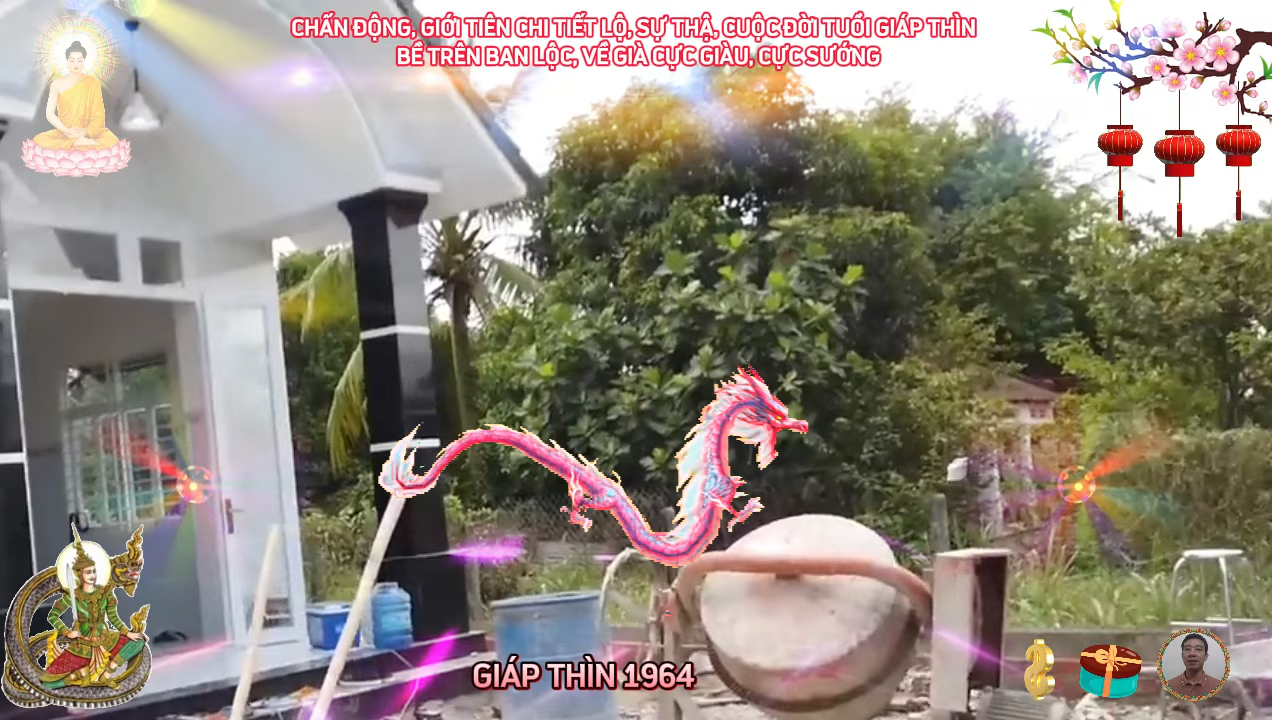 CHẤN ĐỘNG, GIỚI TIÊN CHI TIẾT LỘ, SỰ THẬ, CUỘC ĐỜI TUỔI GIÁP THÌN
BỀ TRÊN BAN LỘC, VỀ GIÀ CỰC GIÀU, CỰC SƯỚNG
GIÁP THÌN 1964